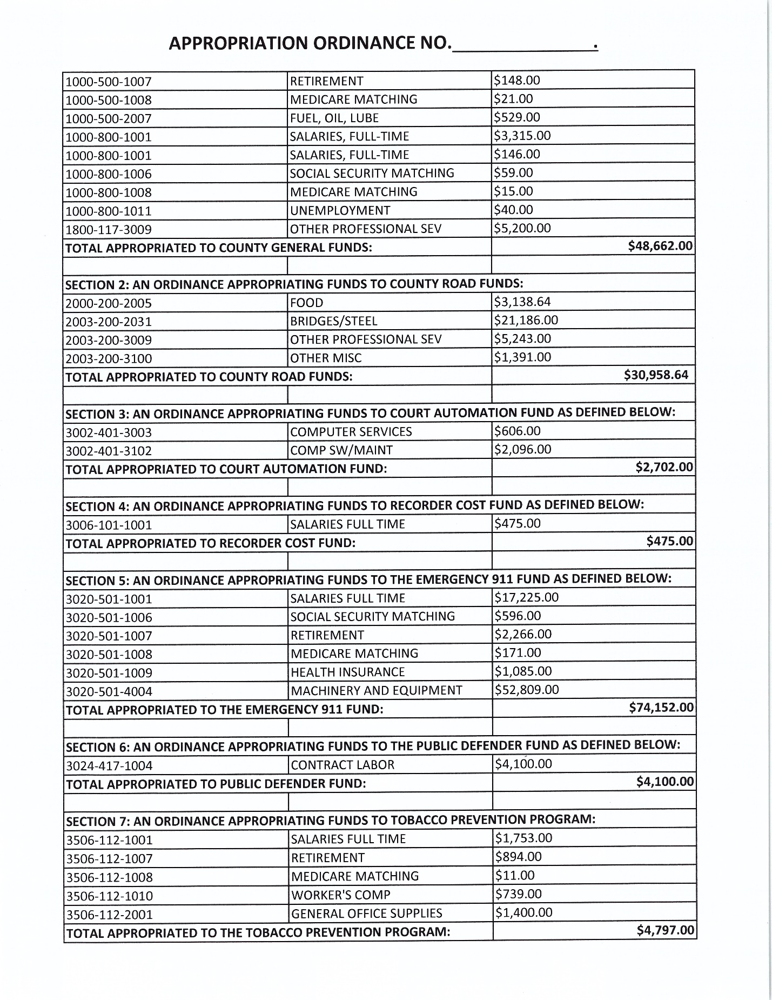 APPROPRIATION ORDINANCE NO.________________.
1000-500-1007 RETIREMENT $148.00
1000-500-1008 MEDICARE MATCHING $21.00
1000-500-2007 FUEL, OIL, LUBE $529.00
1000-800-1001 SALARIES, FULL-TIME $3,315.00
1000-800-1001 SALARIES, FULL-TIME $146.00
1000-800-1006 SOCIAL SECURITY MATCHING $59.00
1000-800-1008 MEDICARE MATCHING $15.00
1000-800-1011 UNEMPLOYMENT $40.00
1800-117-3009 OTHER PROFESSIONAL SEV $5,200.00
TOTAL APPROPRIATED TO COUNTY GENERAL FUNDS: $48,662.00
SECTION 2: AN ORDINANCE APPROPRIATING FUNDS TO COUNTY ROAD FUNDS:
2000-200-2005 FOOD $3,138.64
2003-200-2031 BRIDGES/STEEL $21,186.00
2003-200-3009 OTHER PROFESSIONAL SEV $5,243.00
2003-200-3100 OTHER MISC $1,391.00
TOTAL APPROPRIATED TO COUNTY ROAD FUNDS: $30,958.64
SECTION 3: AN ORDINANCE APPROPRIATING FUNDS TO COURT AUTOMATION FUND AS DEFINED BELOW:
3002-401-3003 COMPUTER SERVICES $606.00
3002-401-3102 COMP SW/MAINT $2,096.00
TOTAL APPROPRIATED TO COURT AUTOMATION FUND: $2,702.00
SECTION 4: AN ORDINANCE APPROPRIATING FUNDS TO RECORDER COST FUND AS DEFINED BELOW:
3006-101-1001 SALARIES FULL TIME $475.00
TOTAL APPROPRIATED TO RECORDER COST FUND: $475.00
SECTION 5: AN ORDINANCE APPROPRIATING FUNDS TO THE EMERGENCY 911 FUND AS DEFINED BELOW:
3020-501-1001 SALARIES FULL TIME $17,225.00
3020-501-1006 SOCIAL SECURITY MATCHING $596.00
3020-501-1007 RETIREMENT $2,266.00
3020-501-1008 MEDICARE MATCHING $171.00
3020-501-1009 HEALTH INSURANCE $1,085.00
3020-501-4004 MACHINERY AND EQUIPMENT $52,809.00
TOTAL APPROPRIATED TO THE EMERGENCY 911 FUND: $74,152.00
SECTION 6: AN ORDINANCE APPROPRIATING FUNDS TO THE PUBLIC DEFENDER FUND AS DEFINED BELOW:
3024-417-1004 CONTRACT LABOR $4,100.00
TOTAL APPROPRIATED TO PUBLIC DEFENDER FUND: $4,100.00
SECTION 7: AN ORDINANCE APPROPRIATING FUNDS TO TOBACCO PREVENTION PROGRAM:
3506-112-1001 SALARIES FULL TIME $1,753.00
3506-112-1007 RETIREMENT $894.00
3506-112-1008 MEDICARE MATCHING $11.00
3506-112-1010 WORKER'S COMP $739.00
3506-112-2001 GENERAL OFFICE SUPPLIES $1,400.00
TOTAL APPROPRIATED TO THE TOBACCO PREVENTION PROGRAM: $4,797.00